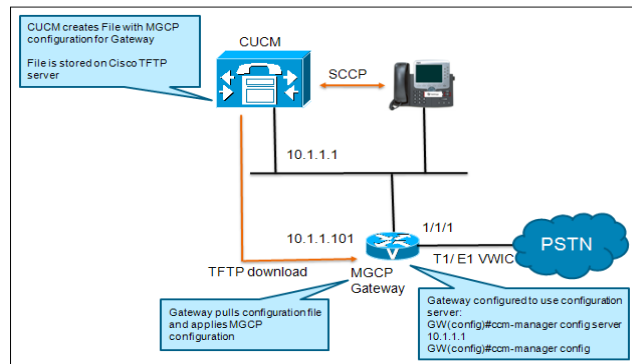 CUCM creates File with MGCP
configuration for Gateway
File is stored on Cisco TFTP
server
CUCM
SCCP
10.1.1.1
10.1.1.101
1/1/1
PSTN
T1/ E1 VWIC
TFTP download
MGCP
Gateway
V
Gateway pulls configuration file
and applies MGCP
configuration
Gateway configured to use configuration
server:
GW(config)#ccm-manager config server
10.1.1.1
GW(config)#ccm-manager config